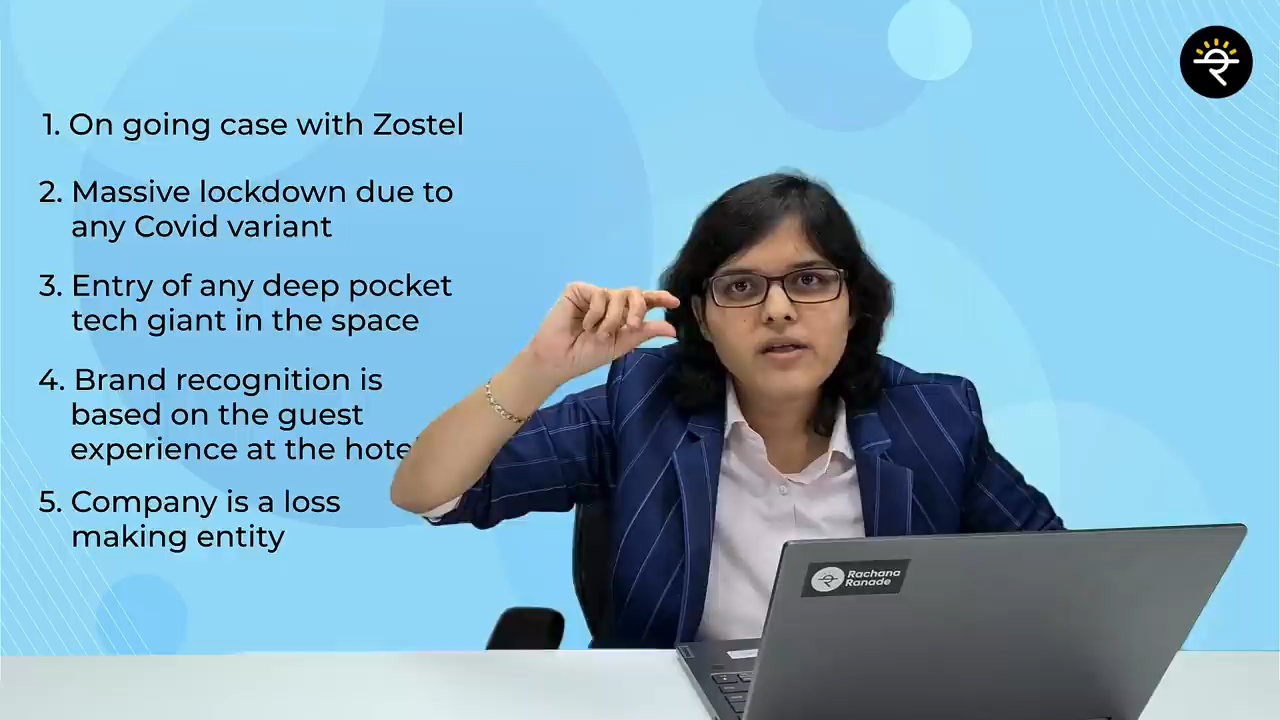 1. On going case with Zostel
2. Massive lockdown due to
any Covid variant
3. Entry of any deep pocket
tech giant in the space
4. Brand recognition is
based on the guest
experience at the hote
5. Company is a loss
making entity
Rachana
Ranade